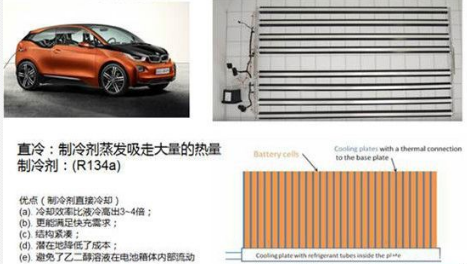 直冷：制冷剂蒸发吸走大量的热量
制冷剂：(R134a)
优点（制冷剂直接冷却）
(a). 冷却效率比液冷高出3~4倍；
(b). 更能满足快充需求；
(c). 结构紧凑；
(d). 潜在地降低了成本；
(e). 避免了乙二醇溶液在电池箱体内部流动
Cooling plates with a thermal connection
to the base plate
Battery cells
Cooling plate with refrigerant tubes inside the plate